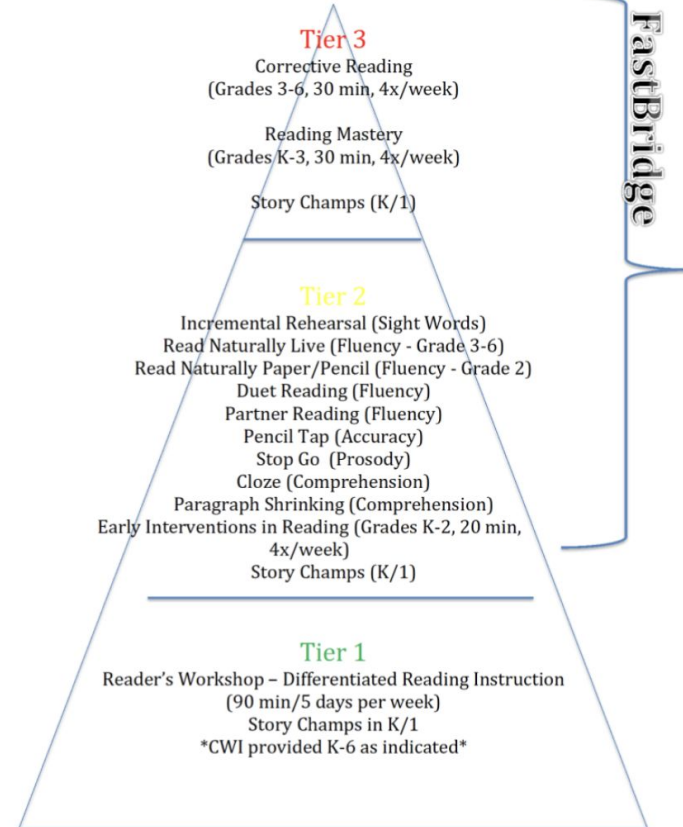 Tier 3
Corrective Reading
(Grades 3-6, 30 min, 4x/week)
Reading Mastery
(Grades K-3, 30 min, 4x/week)
Story Champs (K/1)
Tier 2
Incremental Rehearsal (Sight Words)
Read Naturally Live (Fluency - Grade 3-6)
Read Naturally Paper/Pencil (Fluency - Grade 2)
Duet Reading (Fluency)
Partner Reading (Fluency)
Pencil Tap (Accuracy)
Stop Go  (Prosody)
Cloze (Comprehension)
Paragraph Shrinking (Comprehension)
Early Interventions in Reading (Grades K-2, 20 min,
4x/week)
Story Champs (K/1)
Tier 1
Reader’s Workshop – Differentiated Reading Instruction
(90 min/5 days per week)
Story Champs in K/1
*CWI provided K-6 as indicated*
FastBridge